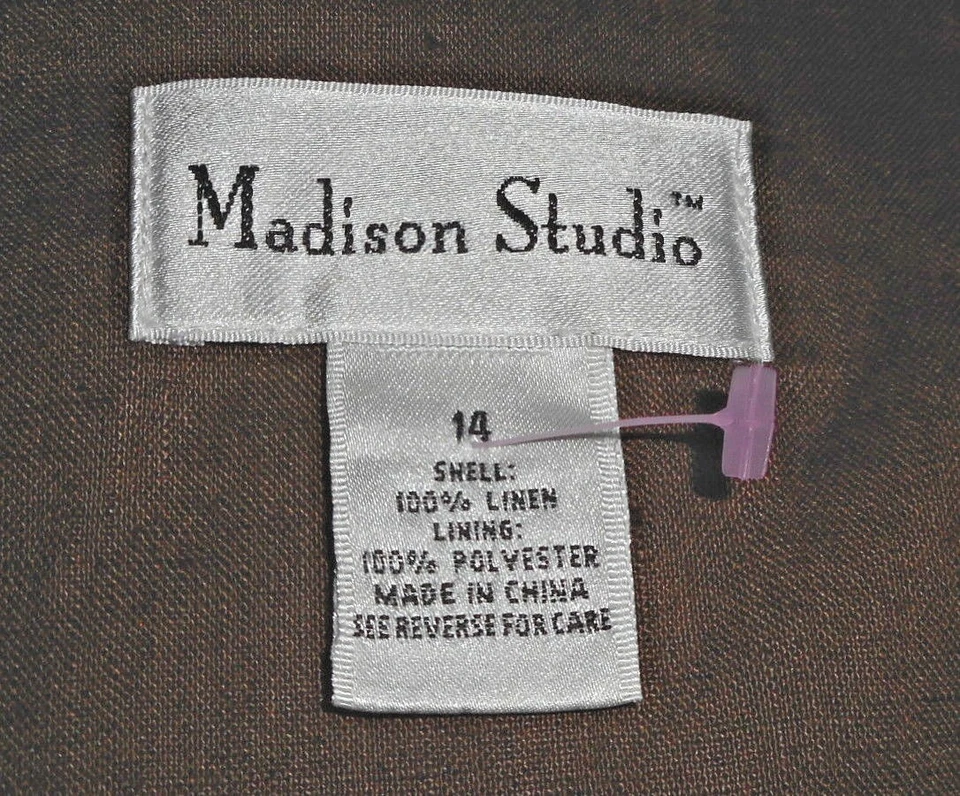 Madison Studio™
14
SHELL:
100% LINEN
LINING:
100% POLYESTER
MADE IN CHINA
SEE REVERSE FOR CARE